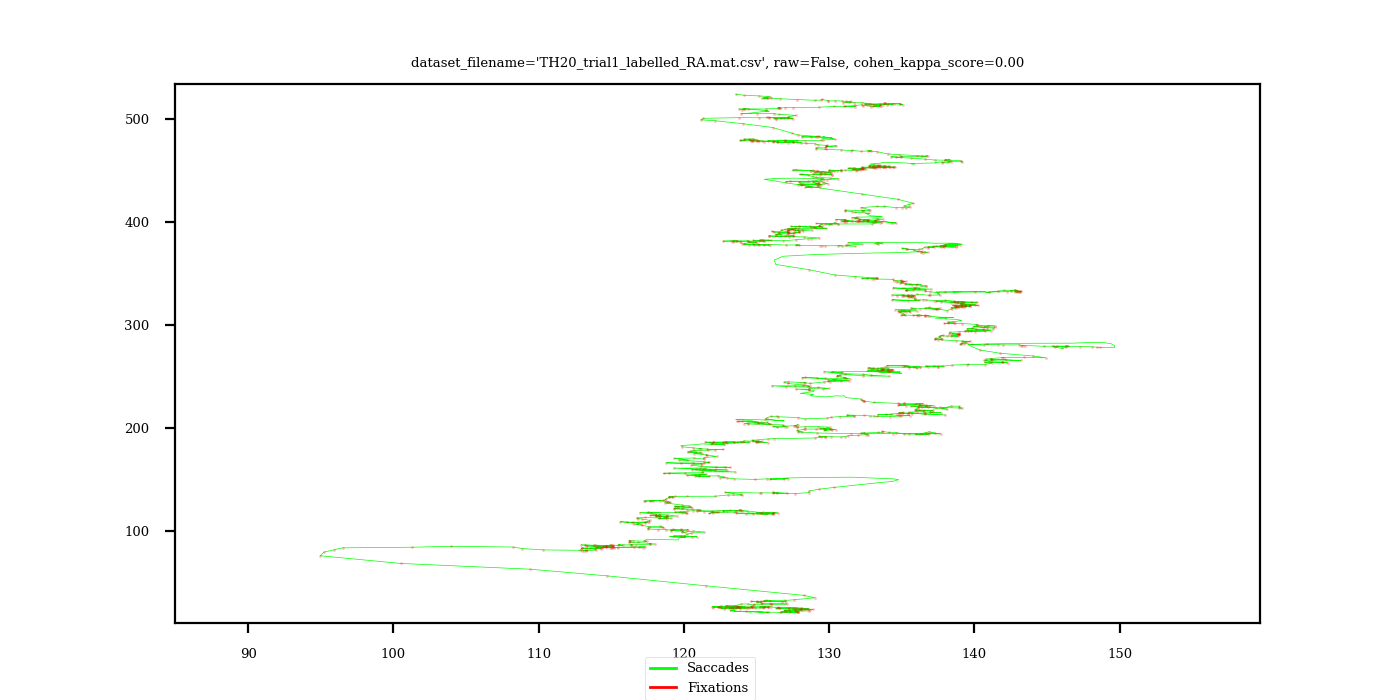 dataset_filename='TH20_trial1_labelled_RA.mat.csv', raw=False, cohen_kappa_score=0.00
500
400
300
200
100
90 100 110 120 130 140 150
Saccades
Fixations